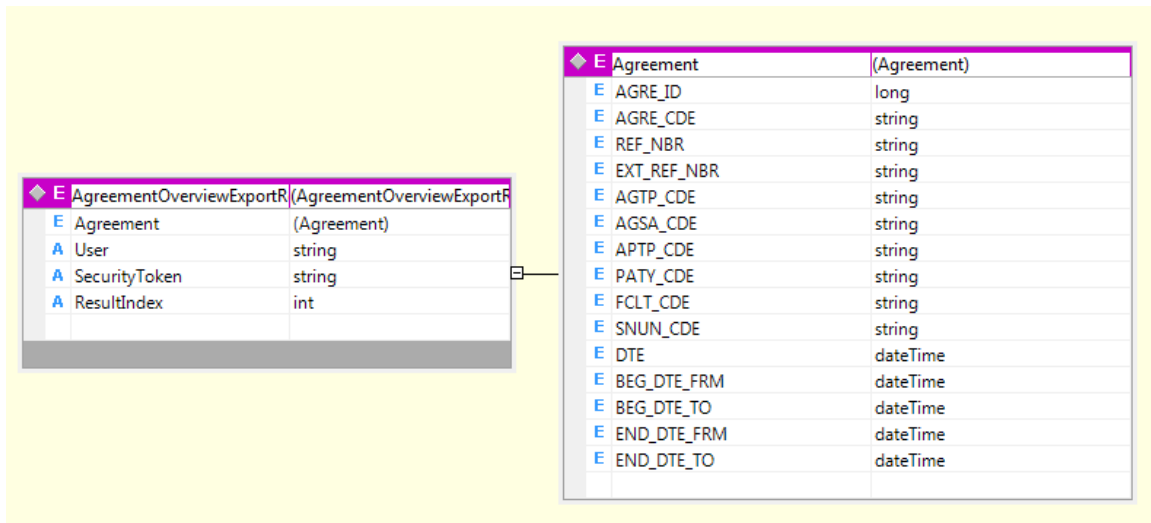 E AgreementOverviewExportR (AgreementOverviewExportR
E Agreement (Agreement)
A User string
A SecurityToken string
A ResultIndex int
E Agreement (Agreement)
E AGRE_ID long
E AGRE_CDE string
E REF_NBR string
E EXT_REF_NBR string
E AGTP_CDE string
E AGSA_CDE string
E APTP_CDE string
E PATY_CDE string
E FCLT_CDE string
E SNUN_CDE string
E DTE dateTime
E BEG_DTE_FRM dateTime
E BEG_DTE_TO dateTime
E END_DTE_FRM dateTime
E END_DTE_TO dateTime